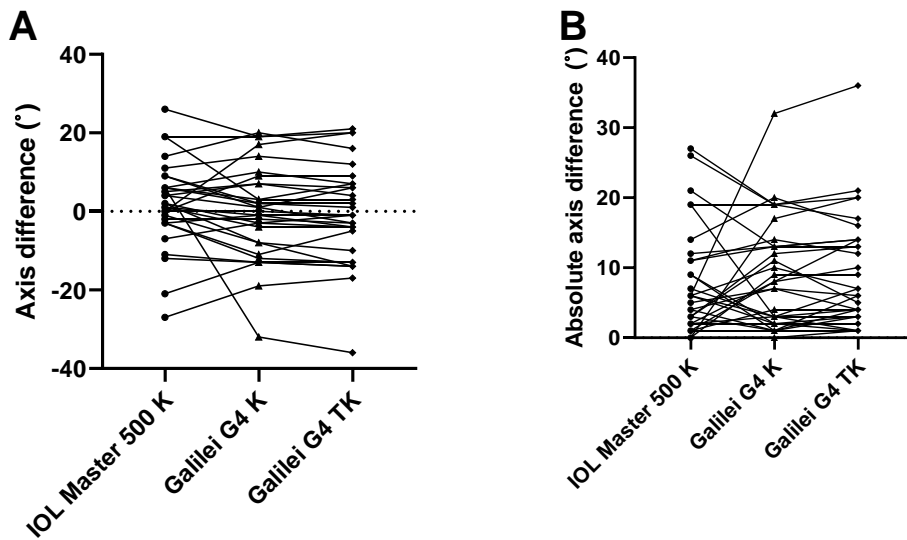 A
Axis difference (°)
40
20
0
-20
-40
IOL Master 500 K
Galilei G4 K
Galilei G4 TK
B
Absolute axis difference (°)
40
30
20
10
0
IOL Master 500 K
Galilei G4 K
Galilei G4 TK